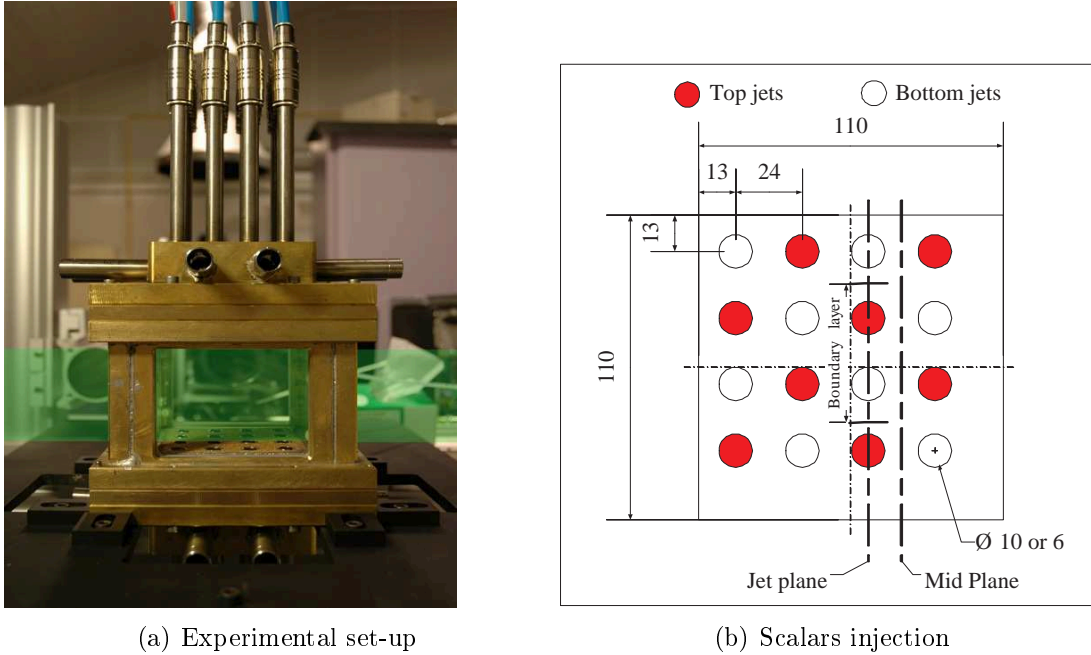 Top jets
Bottom jets
110
13
24
13
110
Boundary layer
Ø 10 or 6
Jet plane
Mid Plane
(a) Experimental set-up
(b) Scalars injection